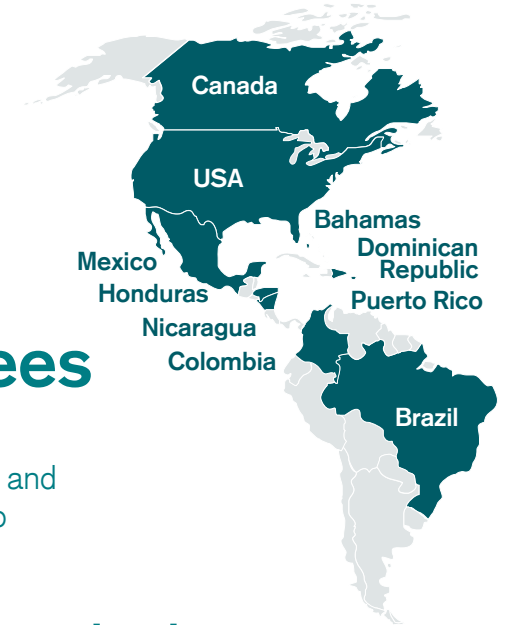 Canada
USA
Bahamas
Dominican
Republic
Mexico
Honduras
Puerto Rico
Nicaragua
Colombia
ees
Brazil
and